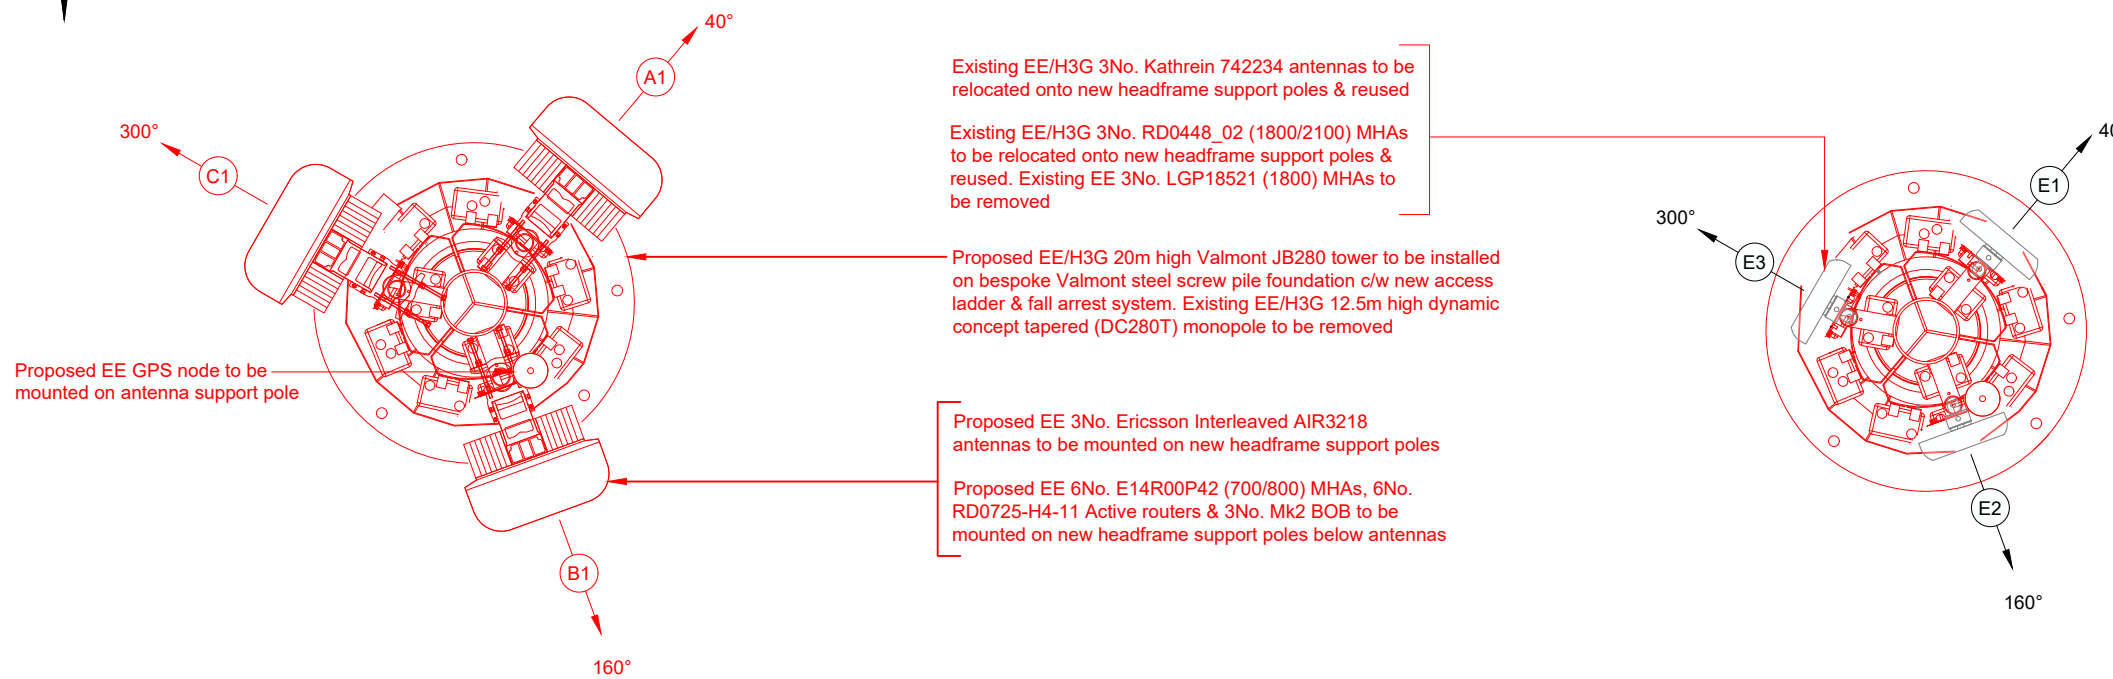 40°
A1
300°
C1
Proposed EE GPS node to be
mounted on antenna support pole
B1
160°
Existing EE/H3G 3No. Kathrein 742234 antennas to be
relocated onto new headframe support poles & reused
Existing EE/H3G 3No. RD0448_02 (1800/2100) MHAs
to be relocated onto new headframe support poles &
reused. Existing EE 3No. LGP18521 (1800) MHAs to
be removed
Proposed EE/H3G 20m high Valmont JB280 tower to be installed
on bespoke Valmont steel screw pile foundation c/w new access
ladder & fall arrest system. Existing EE/H3G 12.5m high dynamic
concept tapered (DC280T) monopole to be removed
Proposed EE 3No. Ericsson Interleaved AIR3218
antennas to be mounted on new headframe support poles
Proposed EE 6No. E14R00P42 (700/800) MHAs, 6No.
RD0725-H4-11 Active routers & 3No. Mk2 BOB to be
mounted on new headframe support poles below antennas
E1
300°
E3
E2
160°